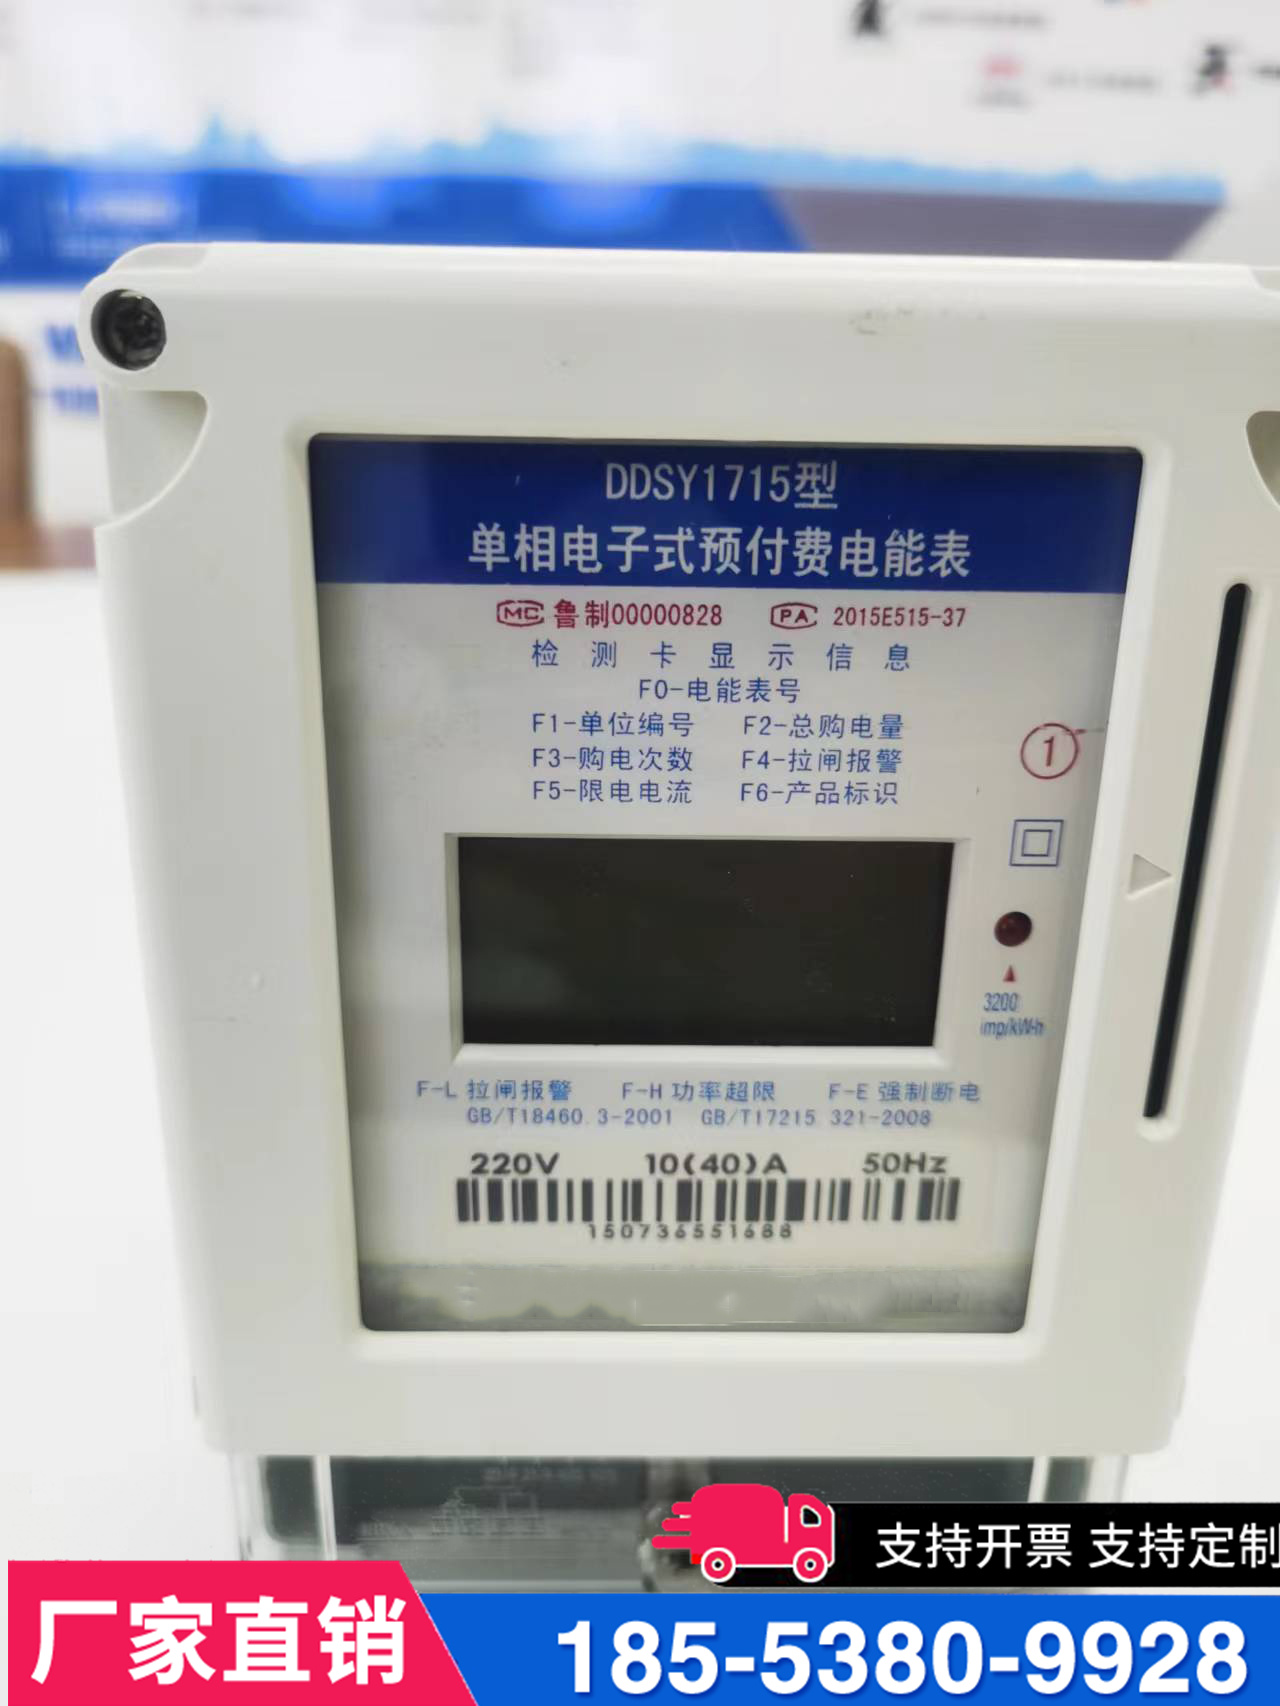 DDSY1715型
单相电子式预付费电能表
MC 鲁制00000828 PA 2015E515-37
检测卡显示信息
F0-电能表号
F1-单位编号 F2-总购电量
F3-购电次数 F4-拉闸报警
F5-限电电流 F6-产品标识
1
3200
imp/kW·h
F-L 拉闸报警 F-H 功率超限 F-E 强制断电
GB/T18460.3-2001 GB/T17215.321-2008
220V 10(40)A 50Hz
150736551688
支持开票 支持定制
厂家直销
185-5380-9928